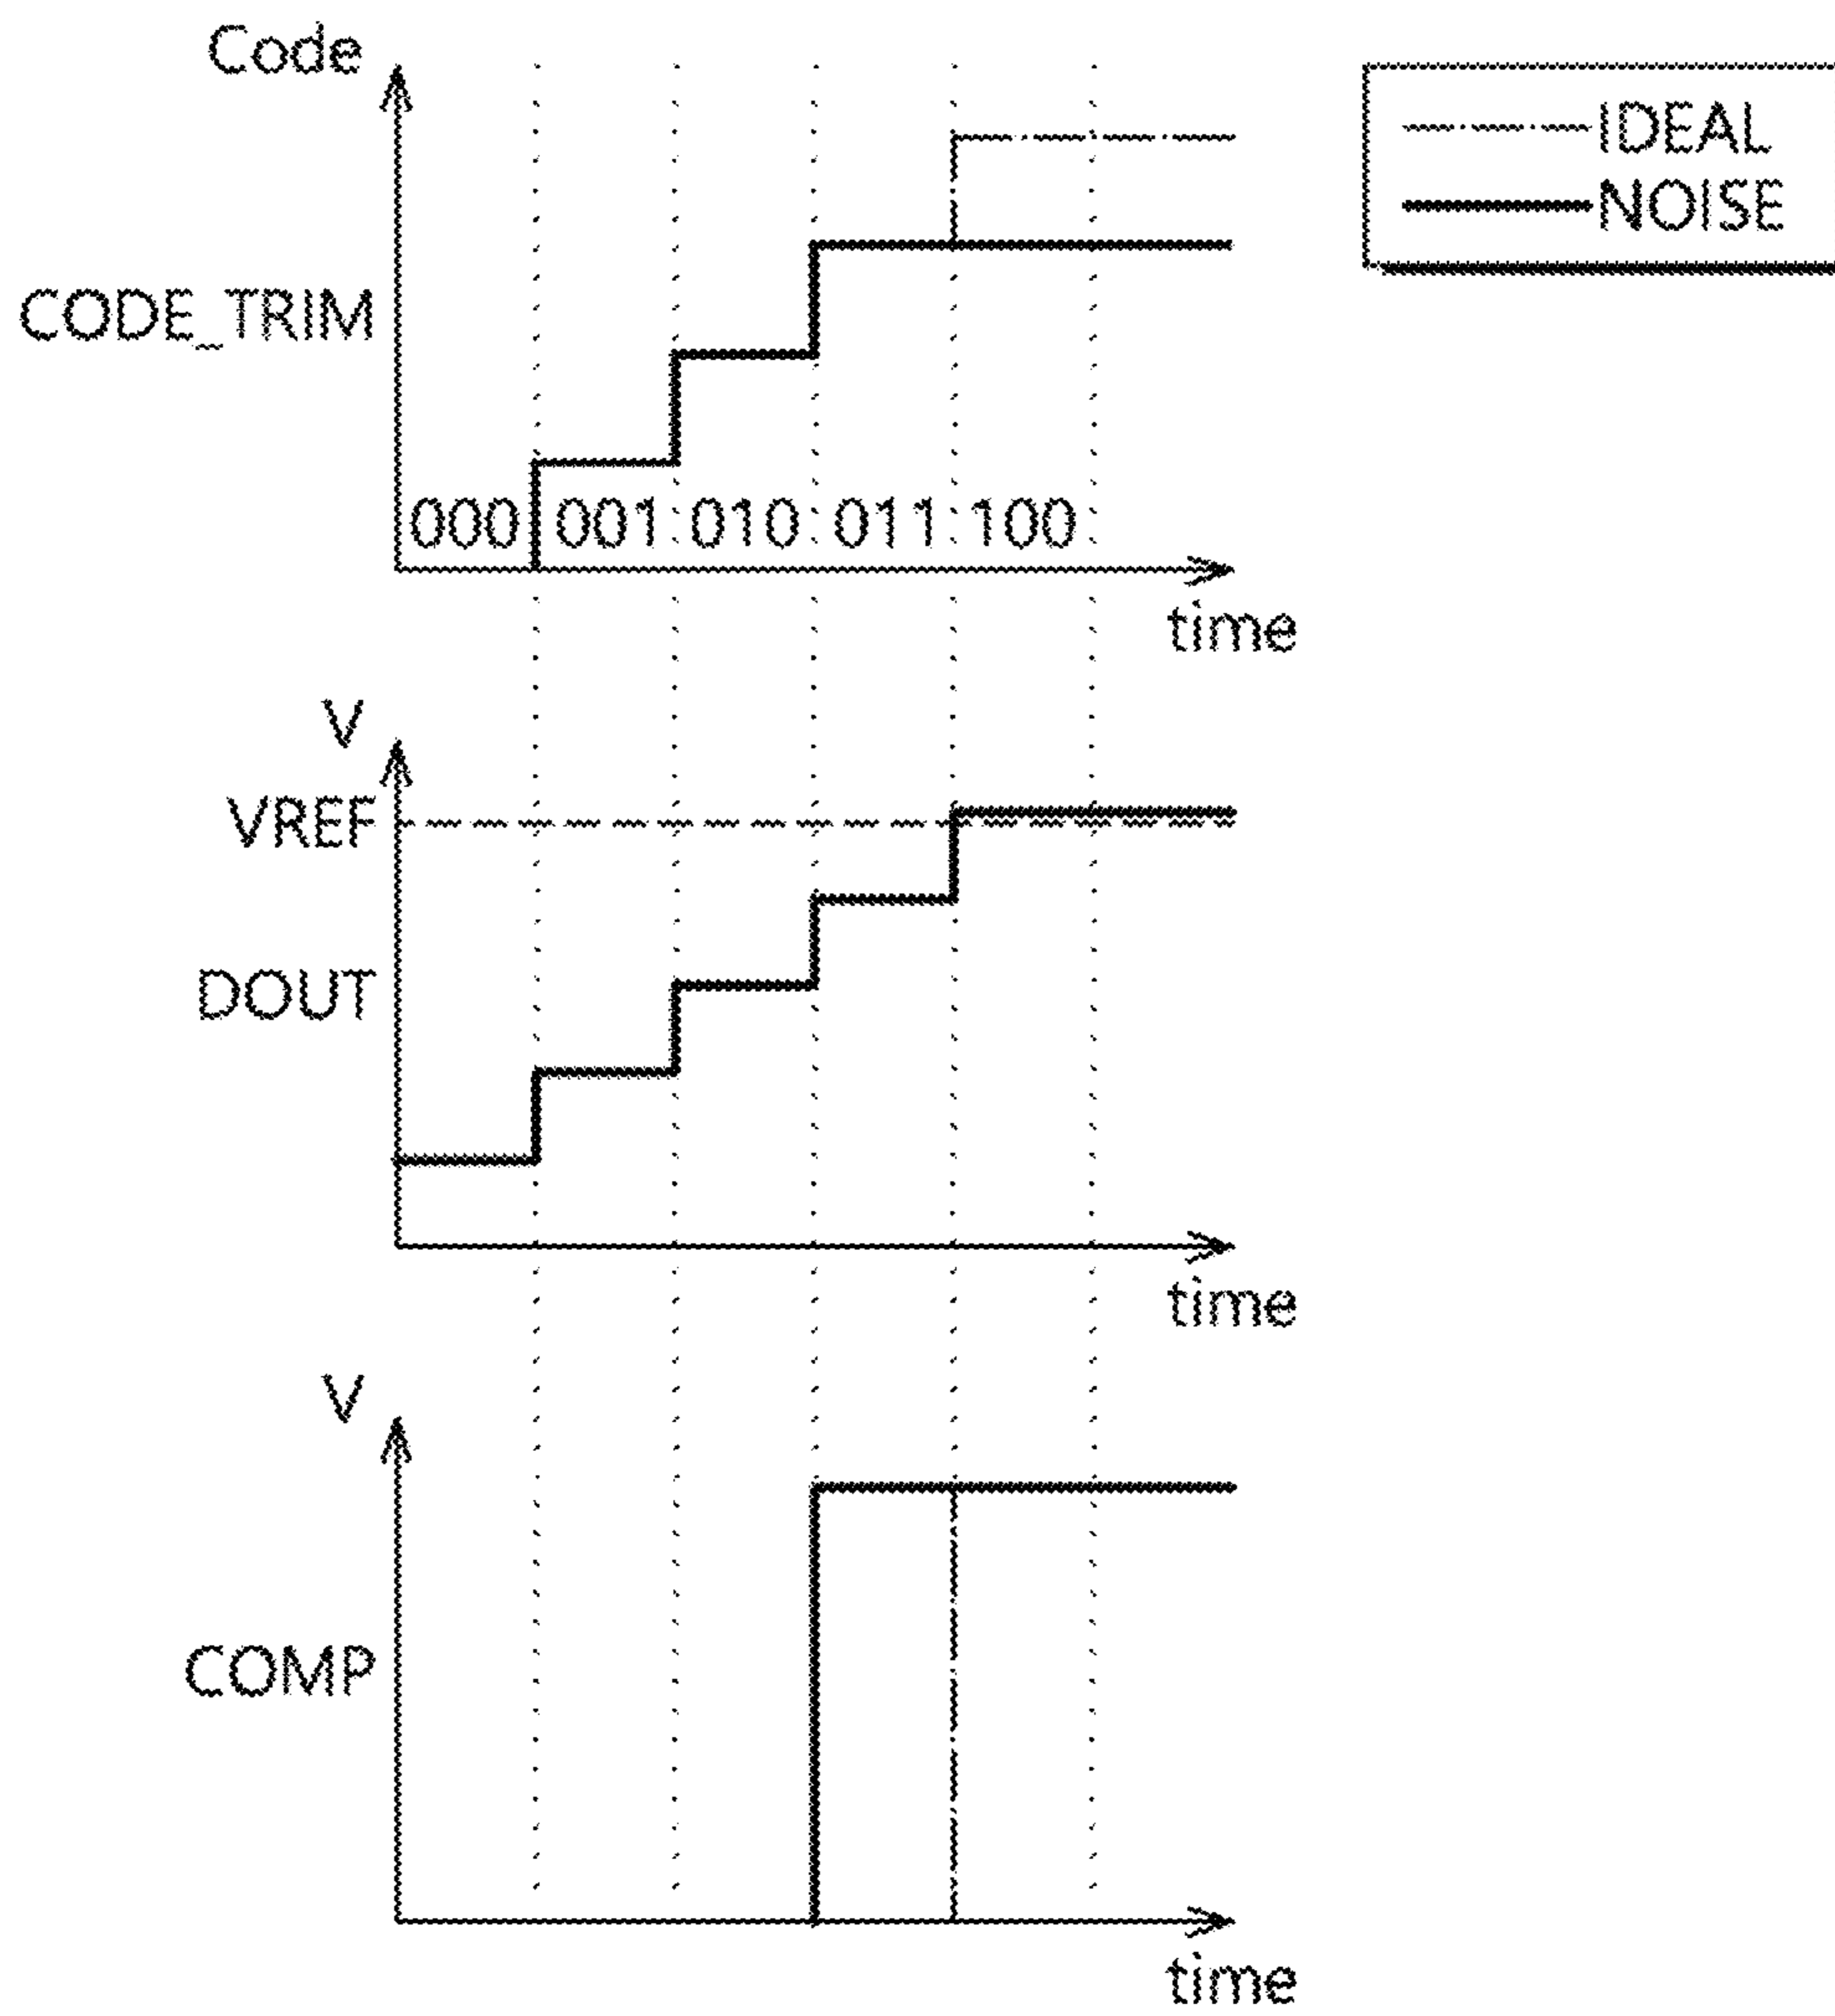 Code
IDEAL
NOISE
CODE_TRIM
000 001 010 011 100
time
V
VREF
DOUT
time
V
COMP
time